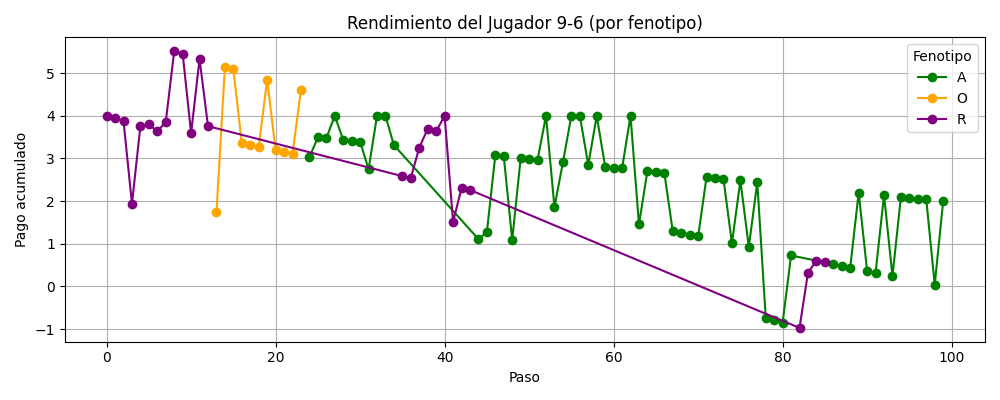 Rendimiento del Jugador 9-6 (por fenotipo)
Pago acumulado
5
4
3
2
1
0
−1
Fenotipo
A
O
R
0 20 40 60 80 100
Paso